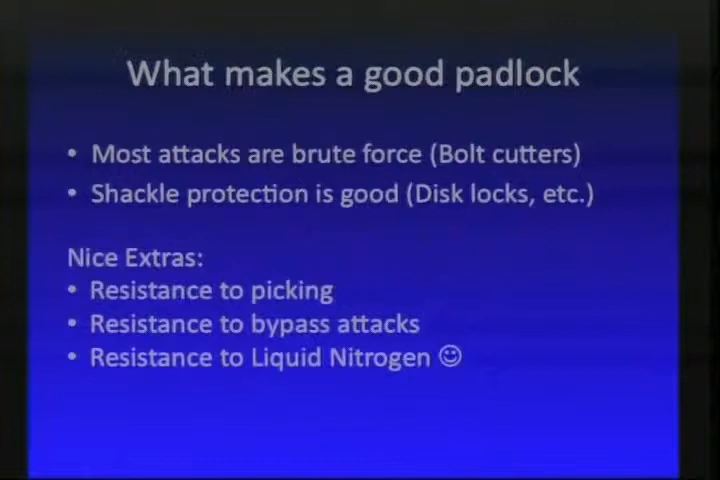 What makes a good padlock
• Most attacks are brute force (Bolt cutters)
• Shackle protection is good (Disk locks, etc.)
Nice Extras:
• Resistance to picking
• Resistance to bypass attacks
• Resistance to Liquid Nitrogen ☺